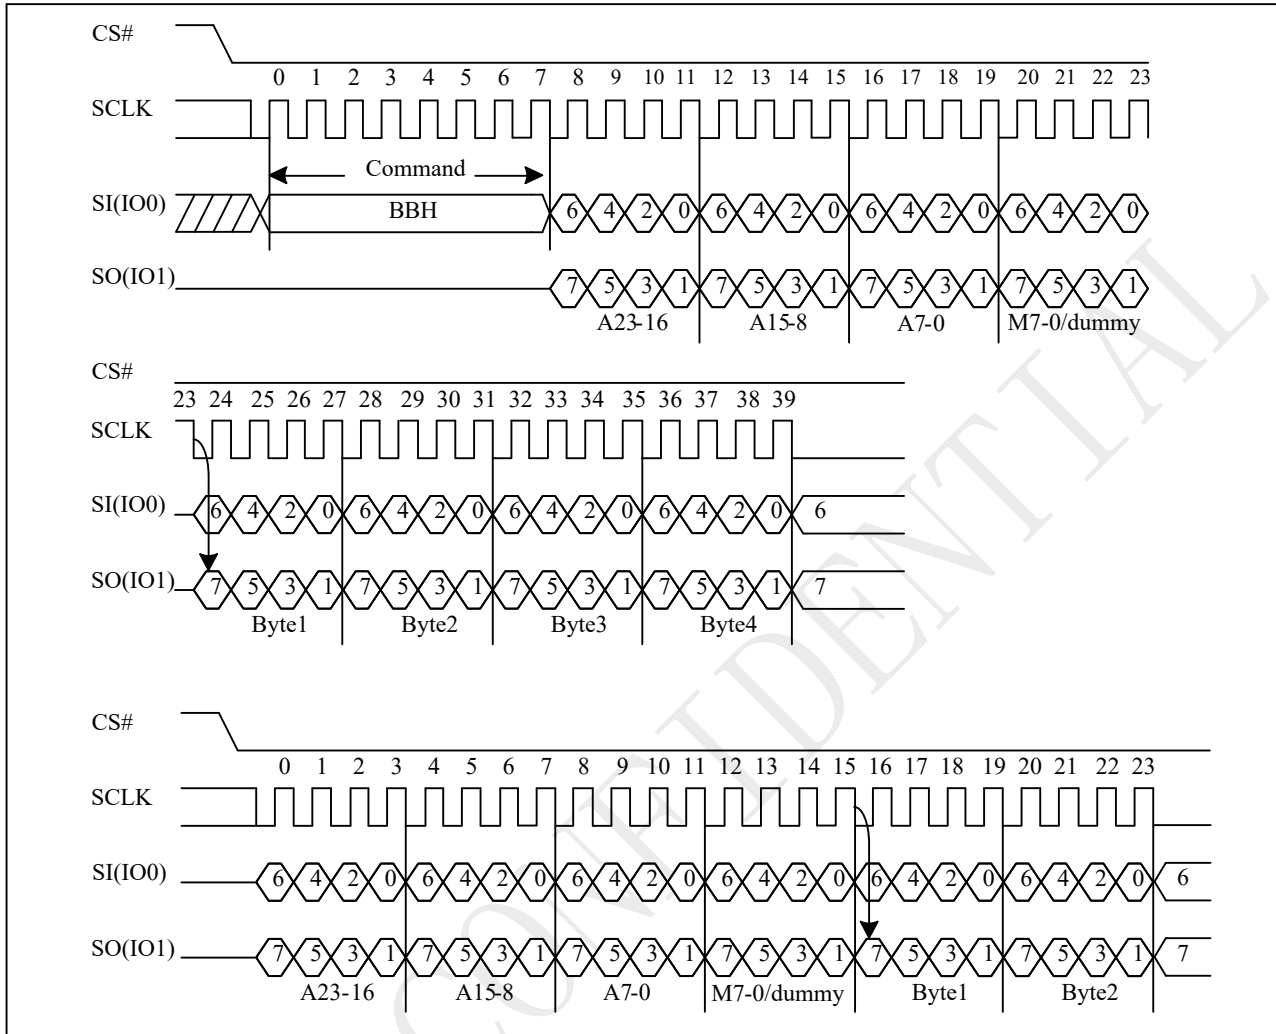 CS#
0 1 2 3 4 5 6 7 8 9 10 11 12 13 14 15 16 17 18 19 20 21 22 23
SCLK
Command
SI(IO0) BBH 6 4 2 0 6 4 2 0 6 4 2 0 6 4 2 0
SO(IO1) 7 5 3 1 7 5 3 1 7 5 3 1 7 5 3 1
A23-16 A15-8 A7-0 M7-0/dummy
CS#
23 24 25 26 27 28 29 30 31 32 33 34 35 36 37 38 39
SCLK
SI(IO0) 6 4 2 0 6 4 2 0 6 4 2 0 6 4 2 0 6
SO(IO1) 7 5 3 1 7 5 3 1 7 5 3 1 7 5 3 1 7
Byte1 Byte2 Byte3 Byte4
CS#
0 1 2 3 4 5 6 7 8 9 10 11 12 13 14 15 16 17 18 19 20 21 22 23
SCLK
SI(IO0) 6 4 2 0 6 4 2 0 6 4 2 0 6 4 2 0 6 4 2 0 6 4 2 0 6
SO(IO1) 7 5 3 1 7 5 3 1 7 5 3 1 7 5 3 1 7 5 3 1 7 5 3 1 7
A23-16 A15-8 A7-0 M7-0/dummy Byte1 Byte2
CONFIDENTIAL